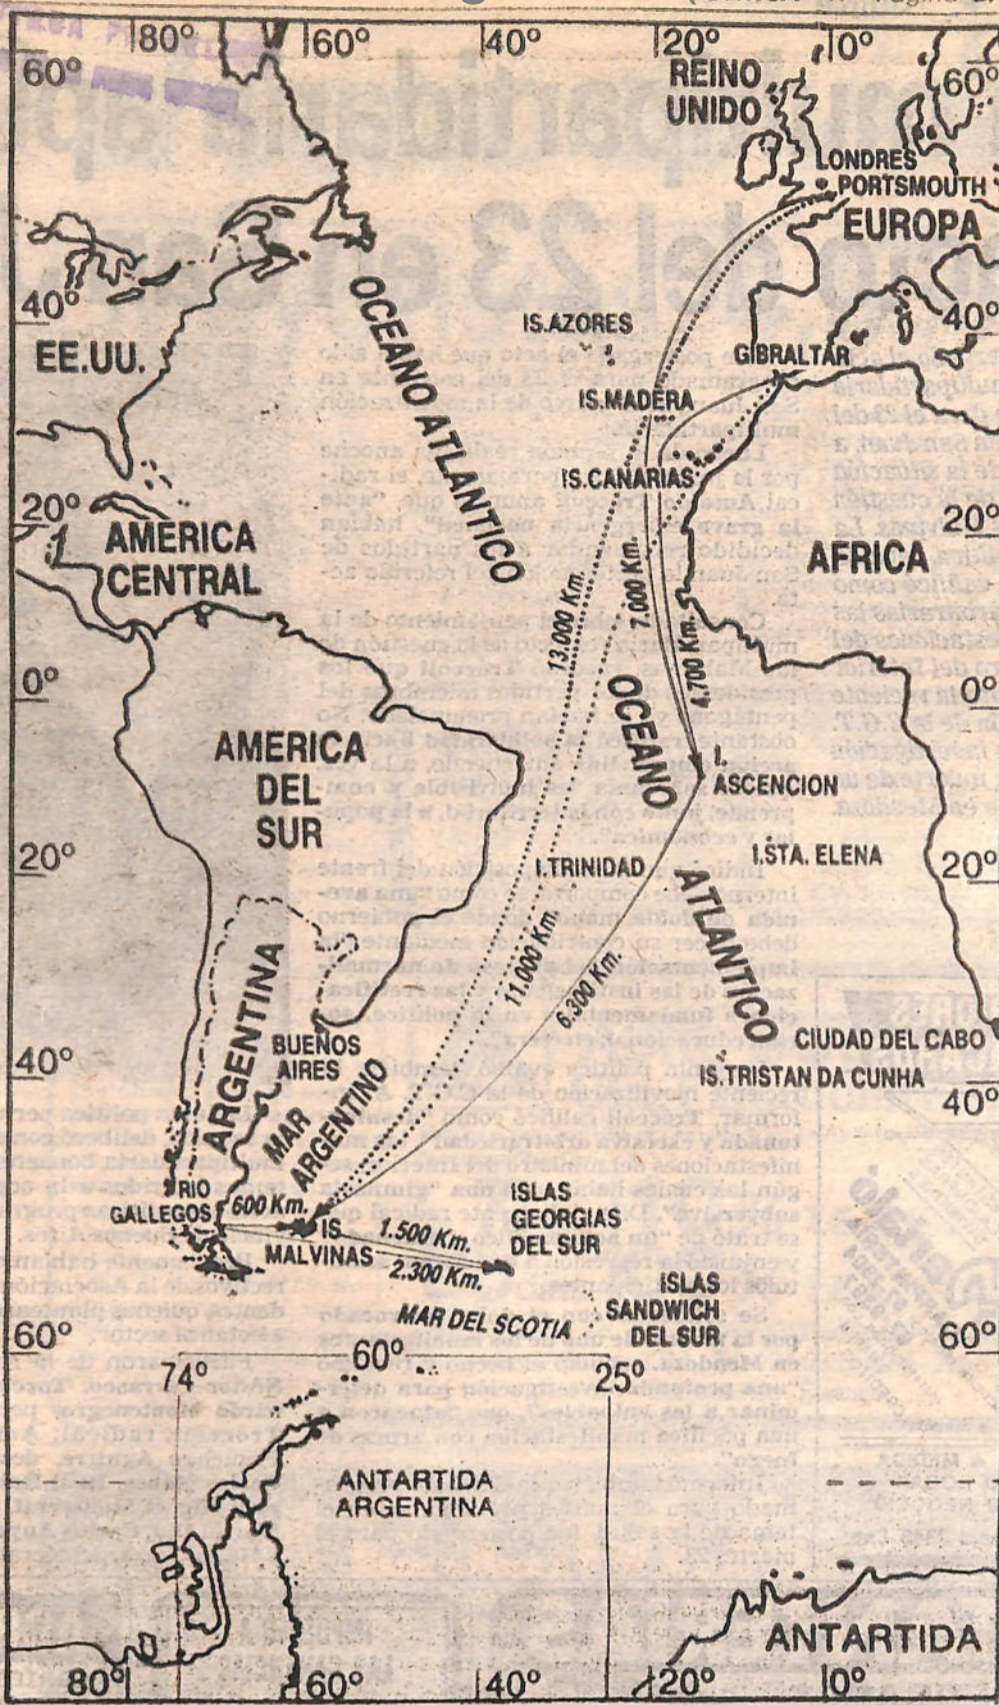 80° 60° 40° 20° 10°
60° 60°
REINO
UNIDO
LONDRES
PORTSMOUTH
EUROPA
40° 40°
IS.AZORES
EE.UU.
GIBRALTAR
OCEANO ATLANTICO
IS.MADERA
IS.CANARIAS
20° 20°
AMERICA
CENTRAL
AFRICA
13.000 Km.
7.000 Km.
4.700 Km.
0° 0°
OCEANO
AMERICA
DEL
SUR
I.
ASCENCION
20° 20°
I.TRINIDAD
I.STA. ELENA
ATLANTICO
11.000 Km.
6.300 Km.
ARGENTINA
BUENOS
AIRES
CIUDAD DEL CABO
IS.TRISTAN DA CUNHA
40° 40°
MAR
ARGENTINO
RIO
GALLEGOS
600 Km.
IS
MALVINAS
1.500 Km.
2.300 Km.
ISLAS
GEORGIAS
DEL SUR
ISLAS
SANDWICH
DEL SUR
MAR DEL SCOTIA
60° 60°
74° 60° 25°
ANTARTIDA
ARGENTINA
ANTARTIDA
80° 60° 40° 20° 10°